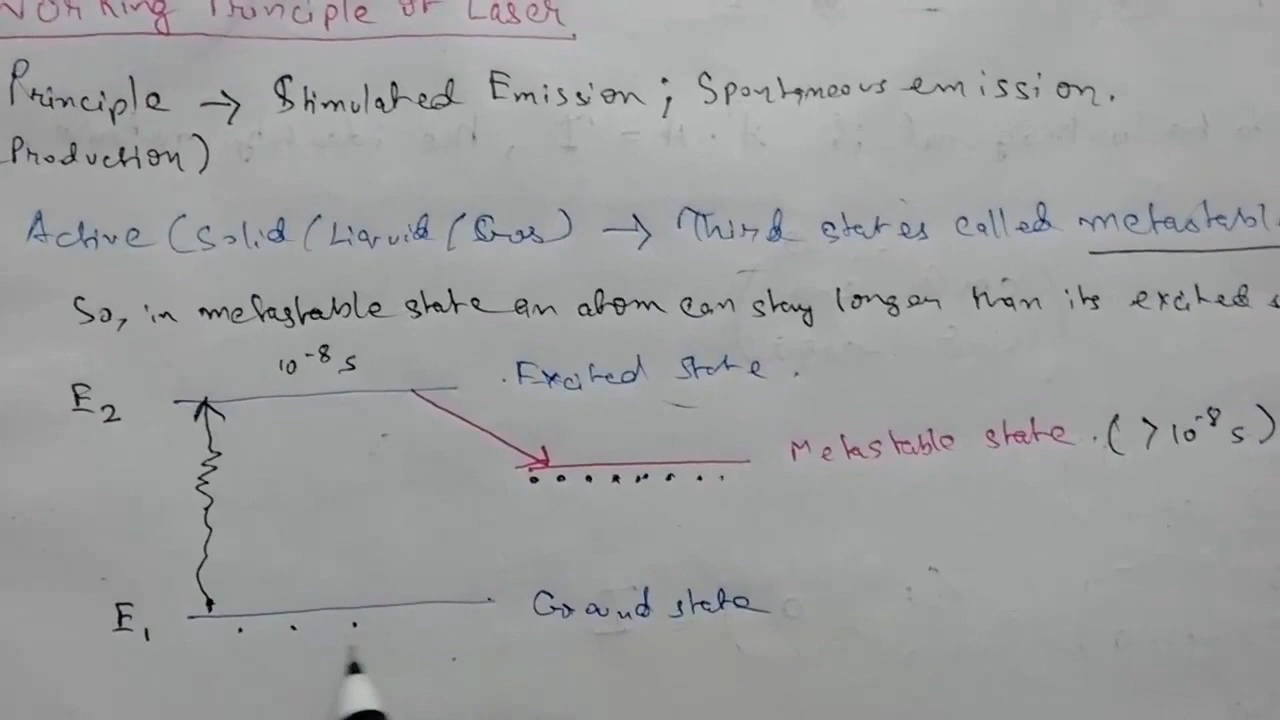 Working Principle of Laser
Principle → Stimulated Emission ; Spontaneous emission.
Production)
Active (Solid (Liquid (Gas) → Third states called metastabl
So, in metastable state an atom can stay longer than its excited s
10⁻⁸ s
E₂ Excited state.
Metastable state. ( > 10⁻⁸ s)
E₁ Ground state